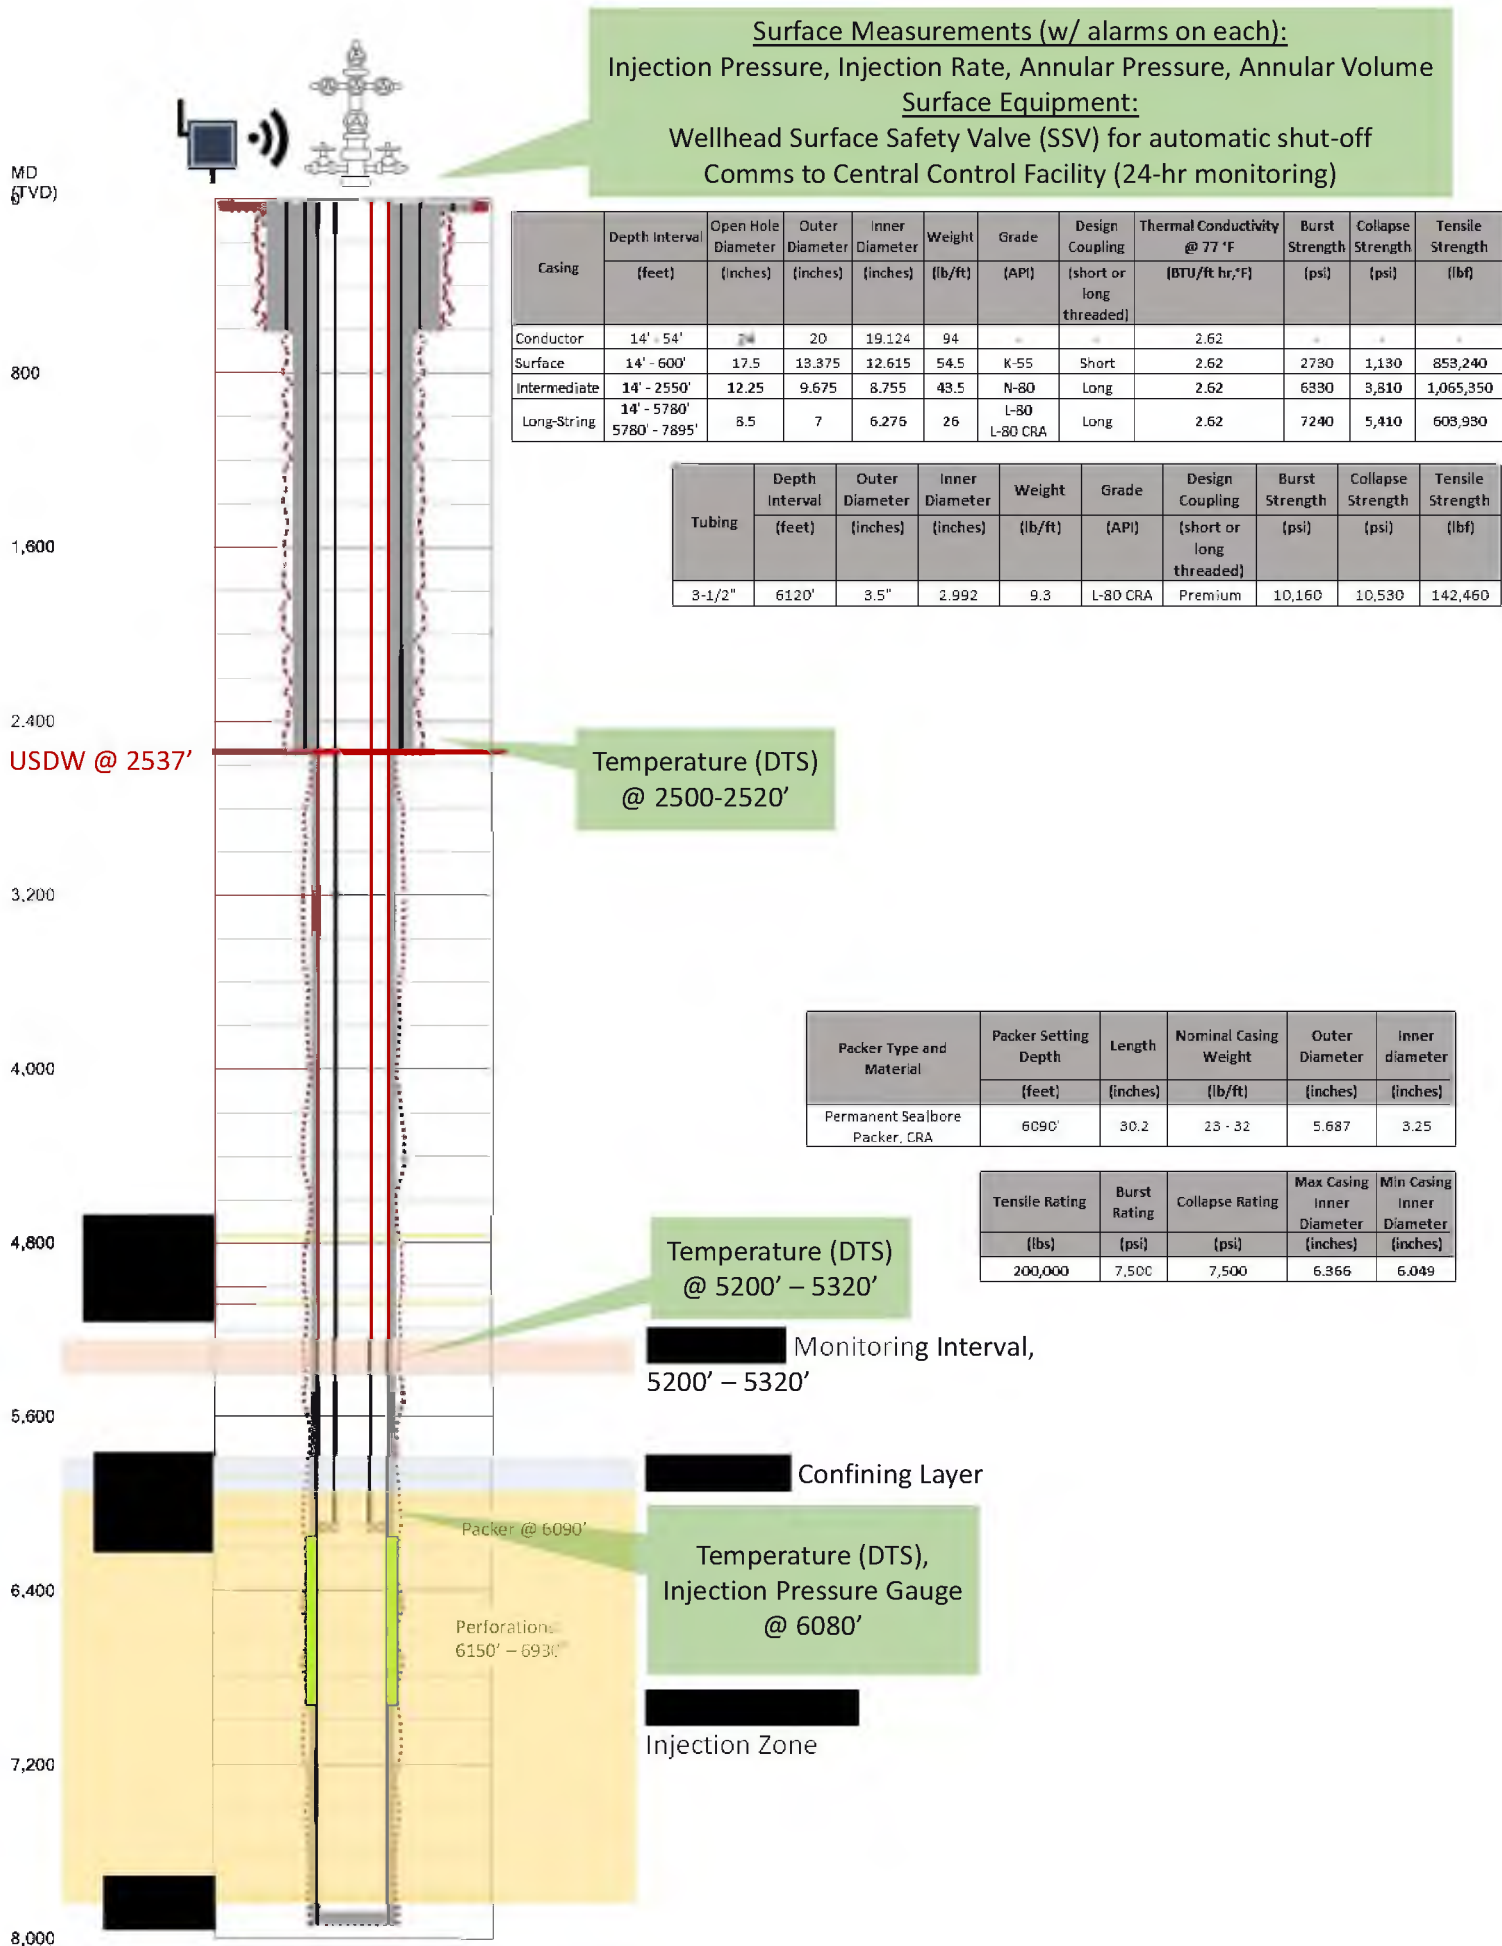 Surface Measurements (w/ alarms on each):
Injection Pressure, Injection Rate, Annular Pressure, Annular Volume
Surface Equipment:
Wellhead Surface Safety Valve (SSV) for automatic shut-off
Comms to Central Control Facility (24-hr monitoring)
MD
(TVD)
0
Casing Depth Interval Open Hole Diameter Outer Diameter Inner Diameter Weight Grade Design Coupling Thermal Conductivity @ 77 °F Burst Strength Collapse Strength Tensile Strength
(feet) (inches) (inches) (inches) (lb/ft) (API) (short or long threaded) (BTU/ft hr,°F) (psi) (psi) (lbf)
Conductor 14' - 54' 24 20 19.124 94 - - 2.62 - - -
Surface 14' - 600' 17.5 13.375 12.615 54.5 K-55 Short 2.62 2730 1,130 853,240
Intermediate 14' - 2550' 12.25 9.675 8.755 43.5 N-80 Long 2.62 6330 3,810 1,065,350
Long-String 14' - 5780' 5780' - 7895' 8.5 7 6.276 26 L-80 L-80 CRA Long 2.62 7240 5,410 603,930
800
Tubing Depth Interval Outer Diameter Inner Diameter Weight Grade Design Coupling Burst Strength Collapse Strength Tensile Strength
(feet) (inches) (inches) (lb/ft) (API) (short or long threaded) (psi) (psi) (lbf)
3-1/2" 6120' 3.5" 2.992 9.3 L-80 CRA Premium 10,160 10,530 142,460
1,600
2,400
USDW @ 2537'
Temperature (DTS)
@ 2500-2520'
3,200
4,000
Packer Type and Material Packer Setting Depth Length Nominal Casing Weight Outer Diameter Inner diameter
(feet) (inches) (lb/ft) (inches) (inches)
Permanent Sealbore Packer, CRA 6090' 30.2 23 - 32 5.687 3.25
Tensile Rating Burst Rating Collapse Rating Max Casing Inner Diameter Min Casing Inner Diameter
(lbs) (psi) (psi) (inches) (inches)
200,000 7,500 7,500 6.366 6.049
4,800
Temperature (DTS)
@ 5200' – 5320'
Monitoring Interval,
5200' – 5320'
5,600
Confining Layer
Packer @ 6090'
Temperature (DTS),
Injection Pressure Gauge
@ 6080'
6,400
Perforations
6150' – 6930'
Injection Zone
7,200
8,000